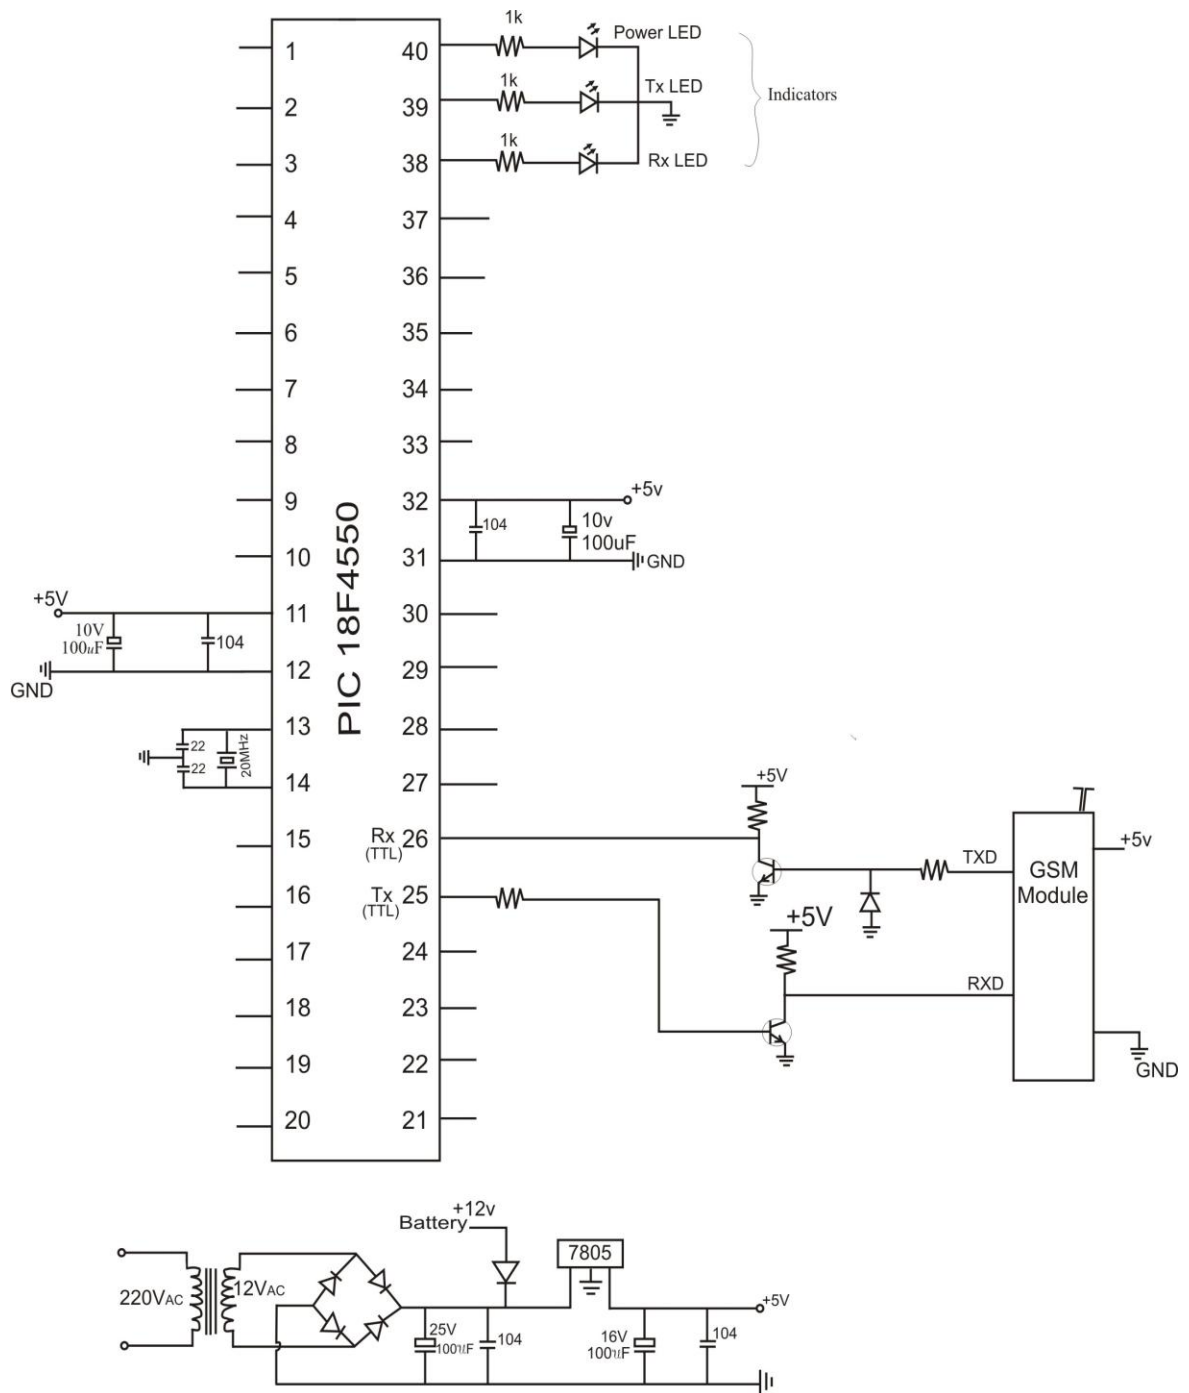 1k
Power LED
1 40
1k
Tx LED
Indicators
2 39
1k
3 38
Rx LED
4 37
5 36
6 35
7 34
8 33
9 32
+5v
104
10v
100uF
10 31
GND
PIC 18F4550
+5V
11 30
10V
100uF
104
12 29
GND
13 28
22
22
20MHz
14 27
+5V
15 Rx 26
(TTL)
TXD
+5v
GSM
Module
16 Tx 25
(TTL)
+5V
17 24
RXD
18 23
19 22
GND
20 21
+12v
Battery
7805
220VAC
12VAC
25V
100uF
104
16V
100uF
104
+5V